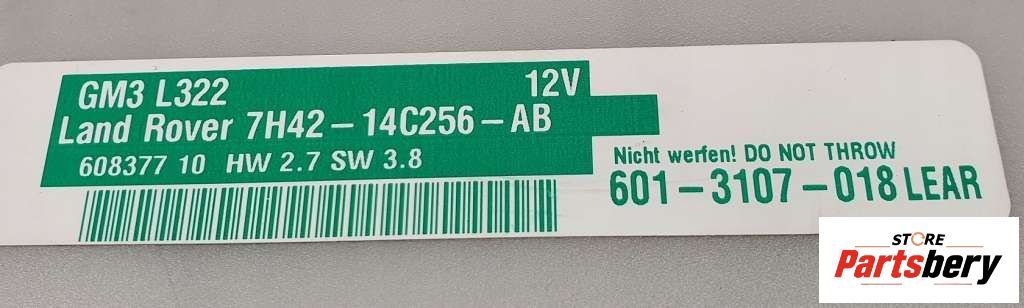 GM3 L322 12V
Land Rover 7H42-14C256-AB
608377 10 HW 2.7 SW 3.8
Nicht werfen! DO NOT THROW
601-3107-018 LEAR
STORE
Partsbery